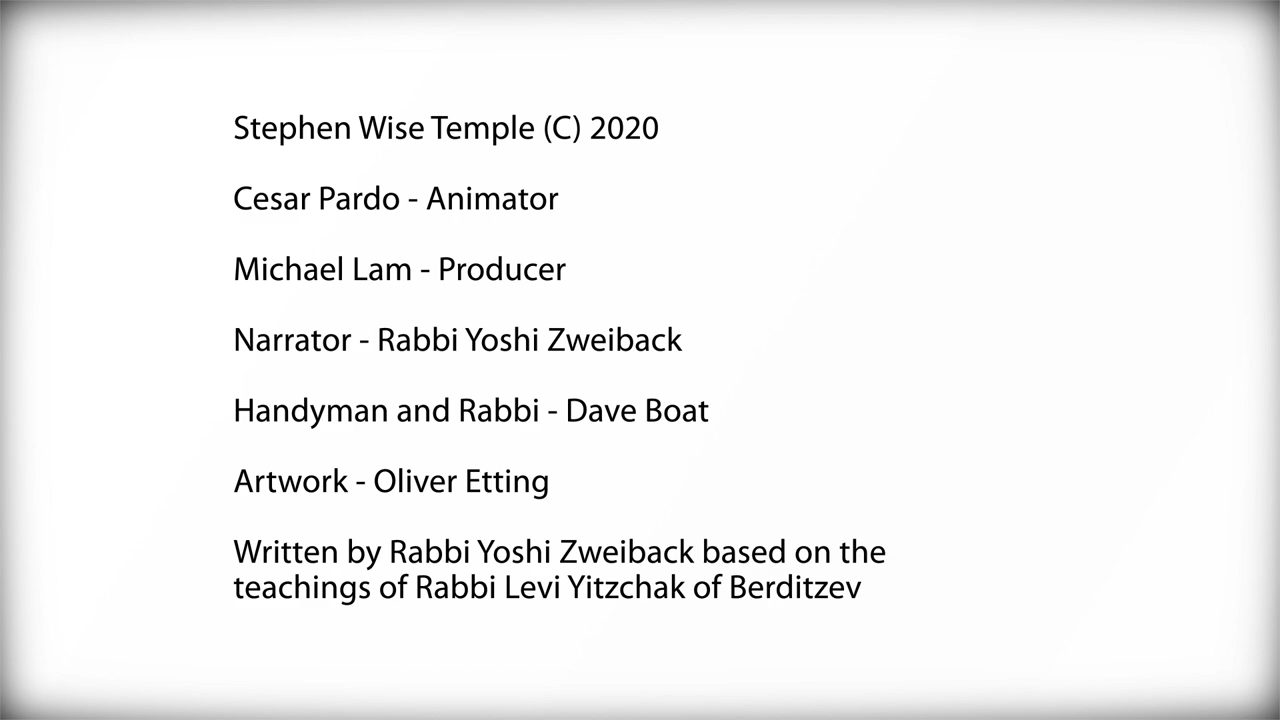 Stephen Wise Temple (C) 2020
Cesar Pardo - Animator
Michael Lam - Producer
Narrator - Rabbi Yoshi Zweiback
Handyman and Rabbi - Dave Boat
Artwork - Oliver Etting
Written by Rabbi Yoshi Zweiback based on the
teachings of Rabbi Levi Yitzchak of Berditzev